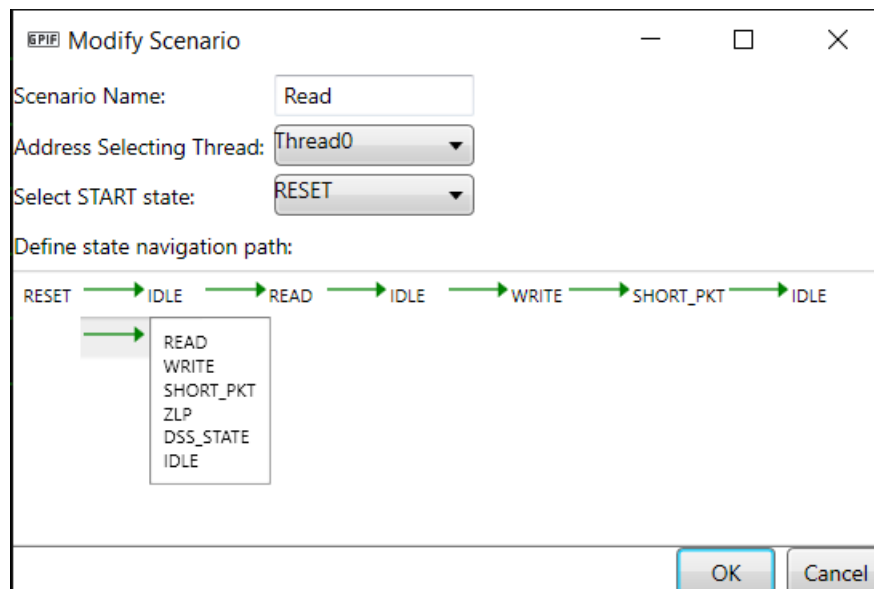 GPIF Modify Scenario
Scenario Name: Read
Address Selecting Thread: Thread0
Select START state: RESET
Define state navigation path:
RESET IDLE READ IDLE WRITE SHORT_PKT IDLE
READ
WRITE
SHORT_PKT
ZLP
DSS_STATE
IDLE
OK Cancel